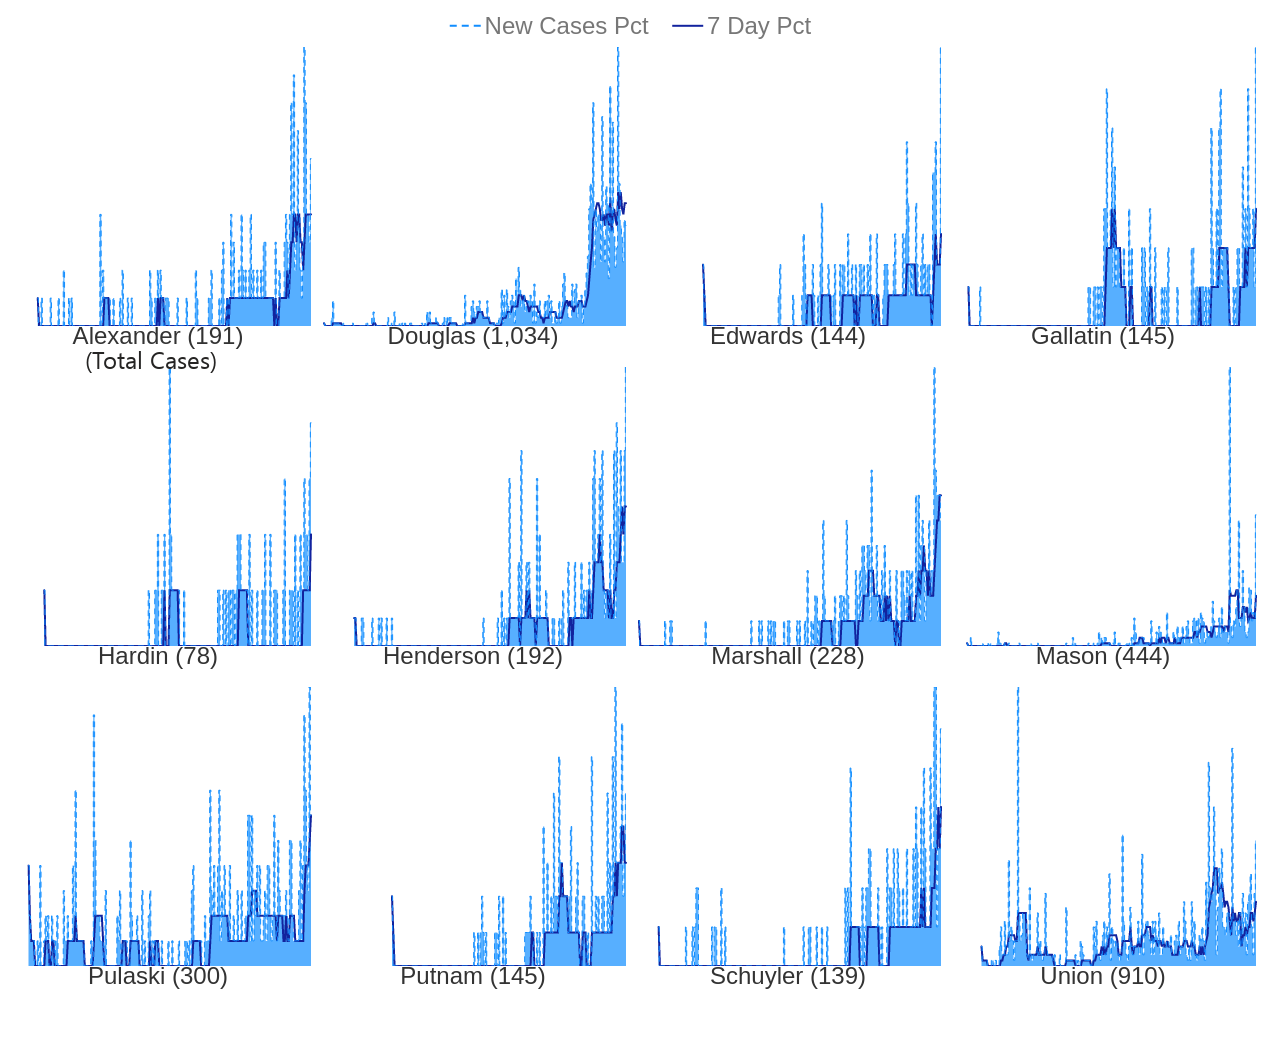 New Cases Pct 7 Day Pct
Alexander (191) Douglas (1,034) Edwards (144) Gallatin (145)
(Total Cases)
Hardin (78) Henderson (192) Marshall (228) Mason (444)
Pulaski (300) Putnam (145) Schuyler (139) Union (910)